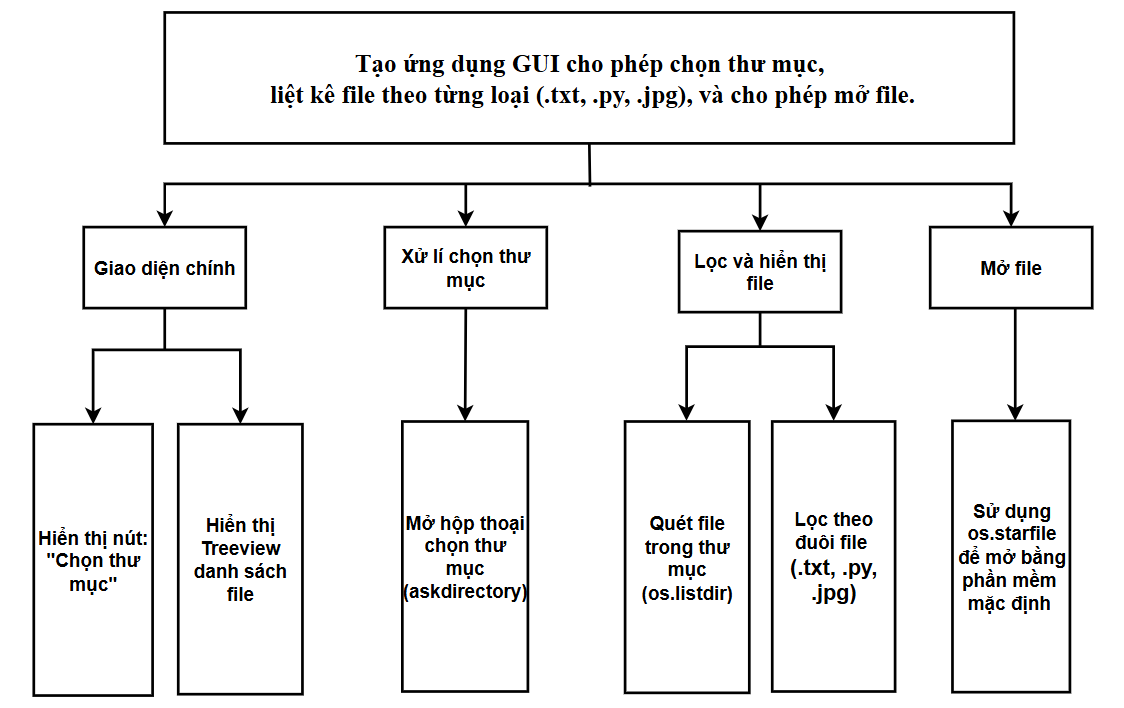 Tạo ứng dụng GUI cho phép chọn thư mục,
liệt kê file theo từng loại (.txt, .py, .jpg), và cho phép mở file.
Giao diện chính
Xử lí chọn thư
mục
Lọc và hiển thị
file
Mở file
Hiển thị nút:
"Chọn thư
mục"
Hiển thị
Treeview
danh sách
file
Mở hộp thoại
chọn thư
mục
(askdirectory)
Quét file
trong thư
mục
(os.listdir)
Lọc theo
đuôi file
(.txt, .py,
.jpg)
Sử dụng
os.starfile
để mở bằng
phần mềm
mặc định